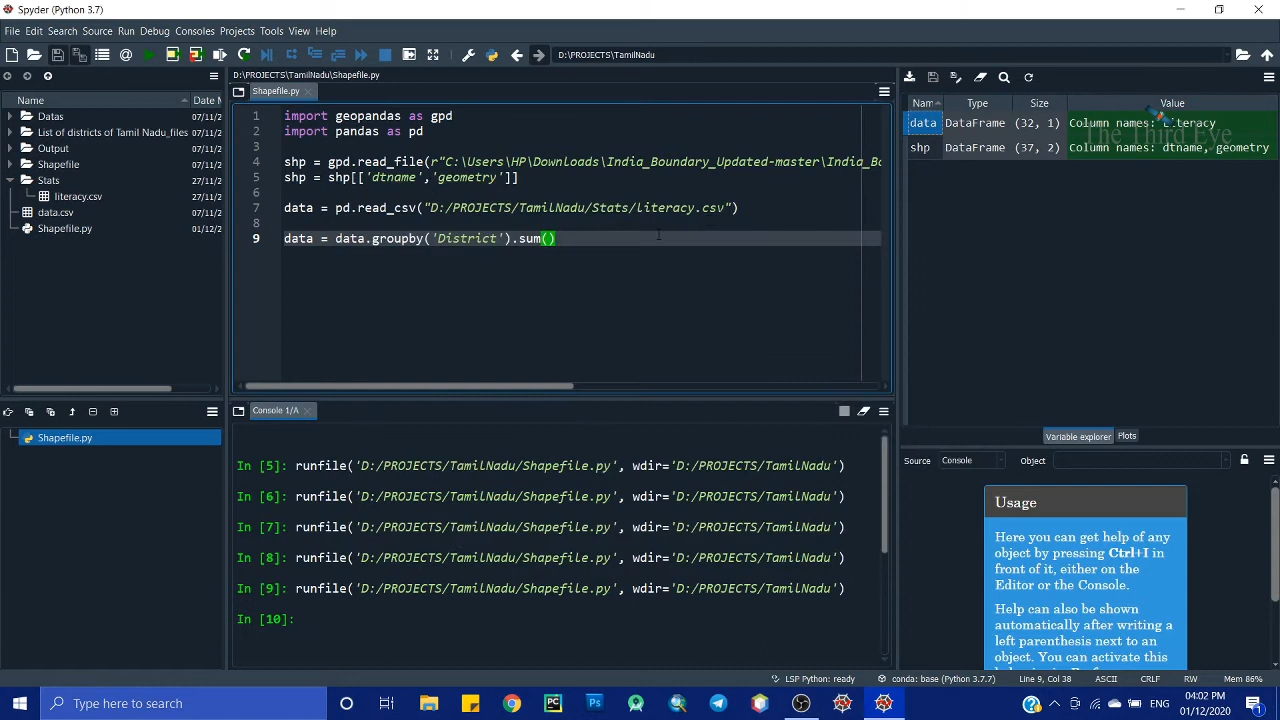 Spyder (Python 3.7)
File Edit Search Source Run Debug Consoles Projects Tools View Help
D:\PROJECTS\TamilNadu
D:\PROJECTS\TamilNadu\Shapefile.py
Name Date M
Datas 07/11/
List of districts of Tamil Nadu_files 07/11/
Output 07/11/
Shapefile 07/11/
Stats 27/11/
literacy.csv 27/11/
data.csv 07/11/
Shapefile.py 01/12/
Shapefile.py
1 import geopandas as gpd
2 import pandas as pd
3
4 shp = gpd.read_file(r"C:\Users\HP\Downloads\India_Boundary_Updated-master\India_Bo
5 shp = shp[['dtname','geometry']]
6
7 data = pd.read_csv("D:/PROJECTS/TamilNadu/Stats/literacy.csv")
8
9 data = data.groupby('District').sum()
Nam Type Size Value
data DataFrame (32, 1) Column names: Literacy
shp DataFrame (37, 2) Column names: dtname, geometry
The Third Eye
Variable explorer Plots
Source Console Object
Usage
Here you can get help of any
object by pressing Ctrl+I in
front of it, either on the
Editor or the Console.
Help can also be shown
automatically after writing a
left parenthesis next to an
object. You can activate this
Shapefile.py
Console 1/A
In [5]: runfile('D:/PROJECTS/TamilNadu/Shapefile.py', wdir='D:/PROJECTS/TamilNadu')
In [6]: runfile('D:/PROJECTS/TamilNadu/Shapefile.py', wdir='D:/PROJECTS/TamilNadu')
In [7]: runfile('D:/PROJECTS/TamilNadu/Shapefile.py', wdir='D:/PROJECTS/TamilNadu')
In [8]: runfile('D:/PROJECTS/TamilNadu/Shapefile.py', wdir='D:/PROJECTS/TamilNadu')
In [9]: runfile('D:/PROJECTS/TamilNadu/Shapefile.py', wdir='D:/PROJECTS/TamilNadu')
In [10]:
LSP Python: ready conda: base (Python 3.7.7) Line 9, Col 38 ASCII CRLF RW Mem 86%
Type here to search
ENG
04:02 PM
01/12/2020